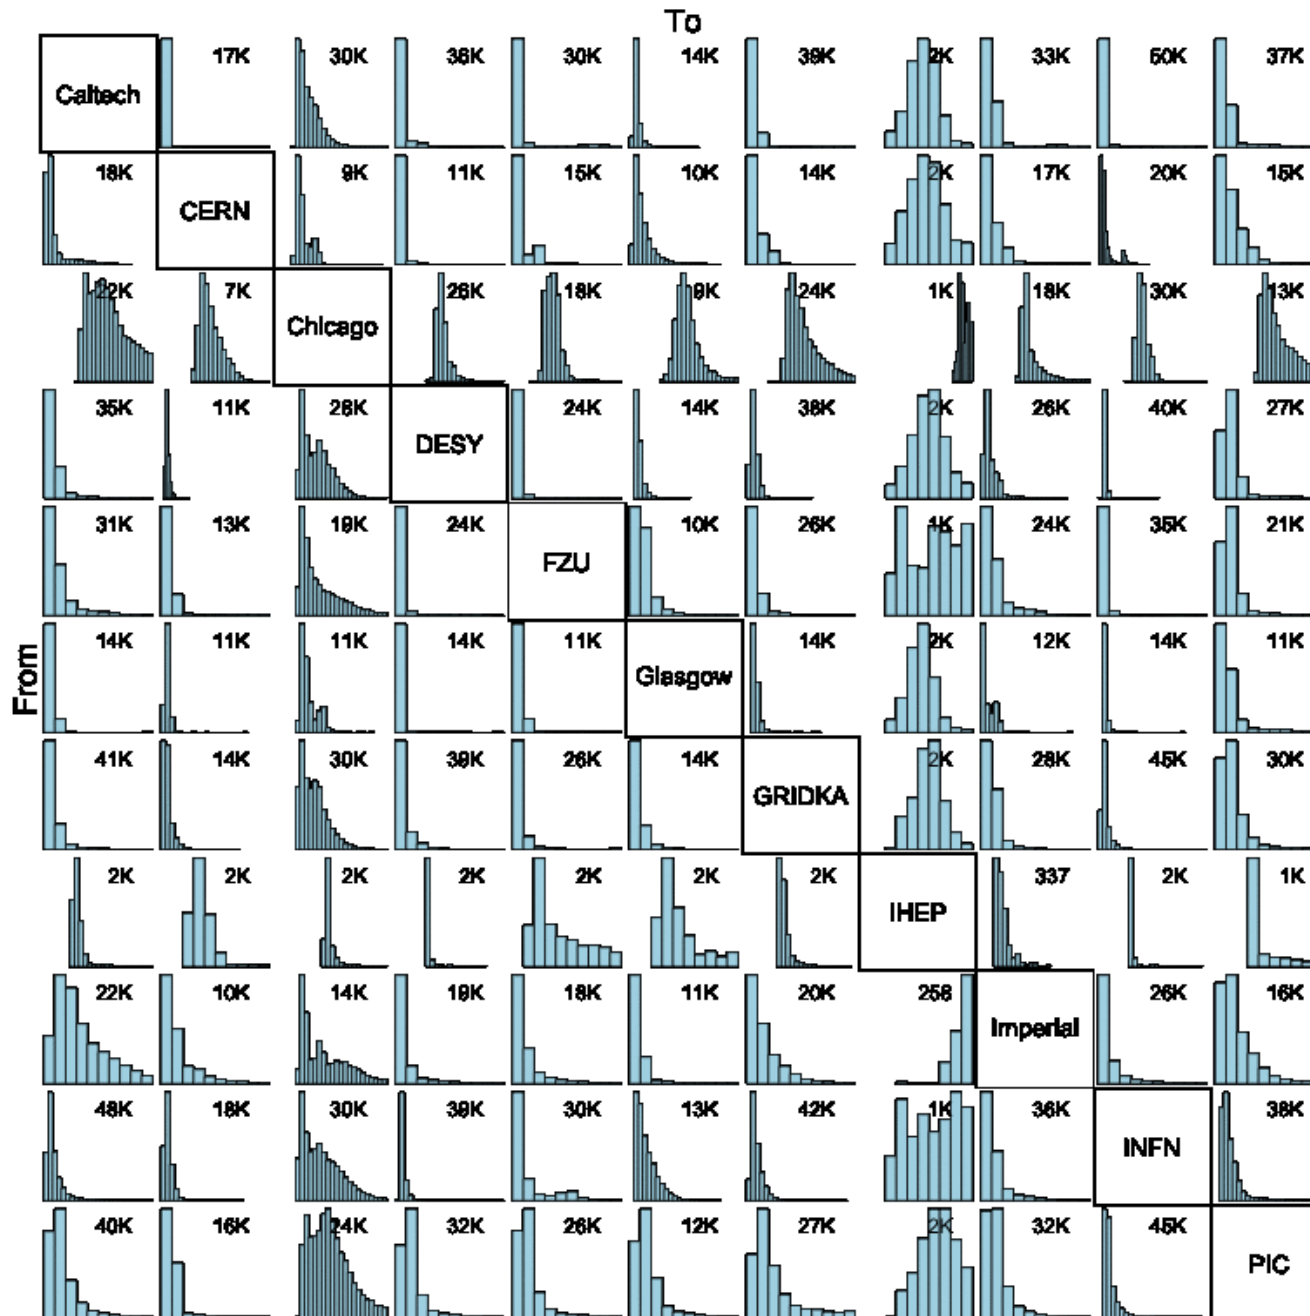 To
Caltech 17K 30K 36K 30K 14K 39K 2K 33K 50K 37K
18K CERN 9K 11K 15K 10K 14K 2K 17K 20K 15K
22K 7K Chicago 26K 18K 9K 24K 1K 18K 30K 13K
35K 11K 28K DESY 24K 14K 38K 2K 26K 40K 27K
31K 13K 19K 24K FZU 10K 26K 1K 24K 35K 21K
From
14K 11K 11K 14K 11K Glasgow 14K 2K 12K 14K 11K
41K 14K 30K 39K 26K 14K GRIDKA 2K 28K 45K 30K
2K 2K 2K 2K 2K 2K 2K IHEP 337 2K 1K
22K 10K 14K 19K 18K 11K 20K 258 Imperial 26K 16K
48K 18K 30K 39K 30K 13K 42K 1K 36K INFN 38K
40K 16K 24K 32K 26K 12K 27K 2K 32K 45K PIC